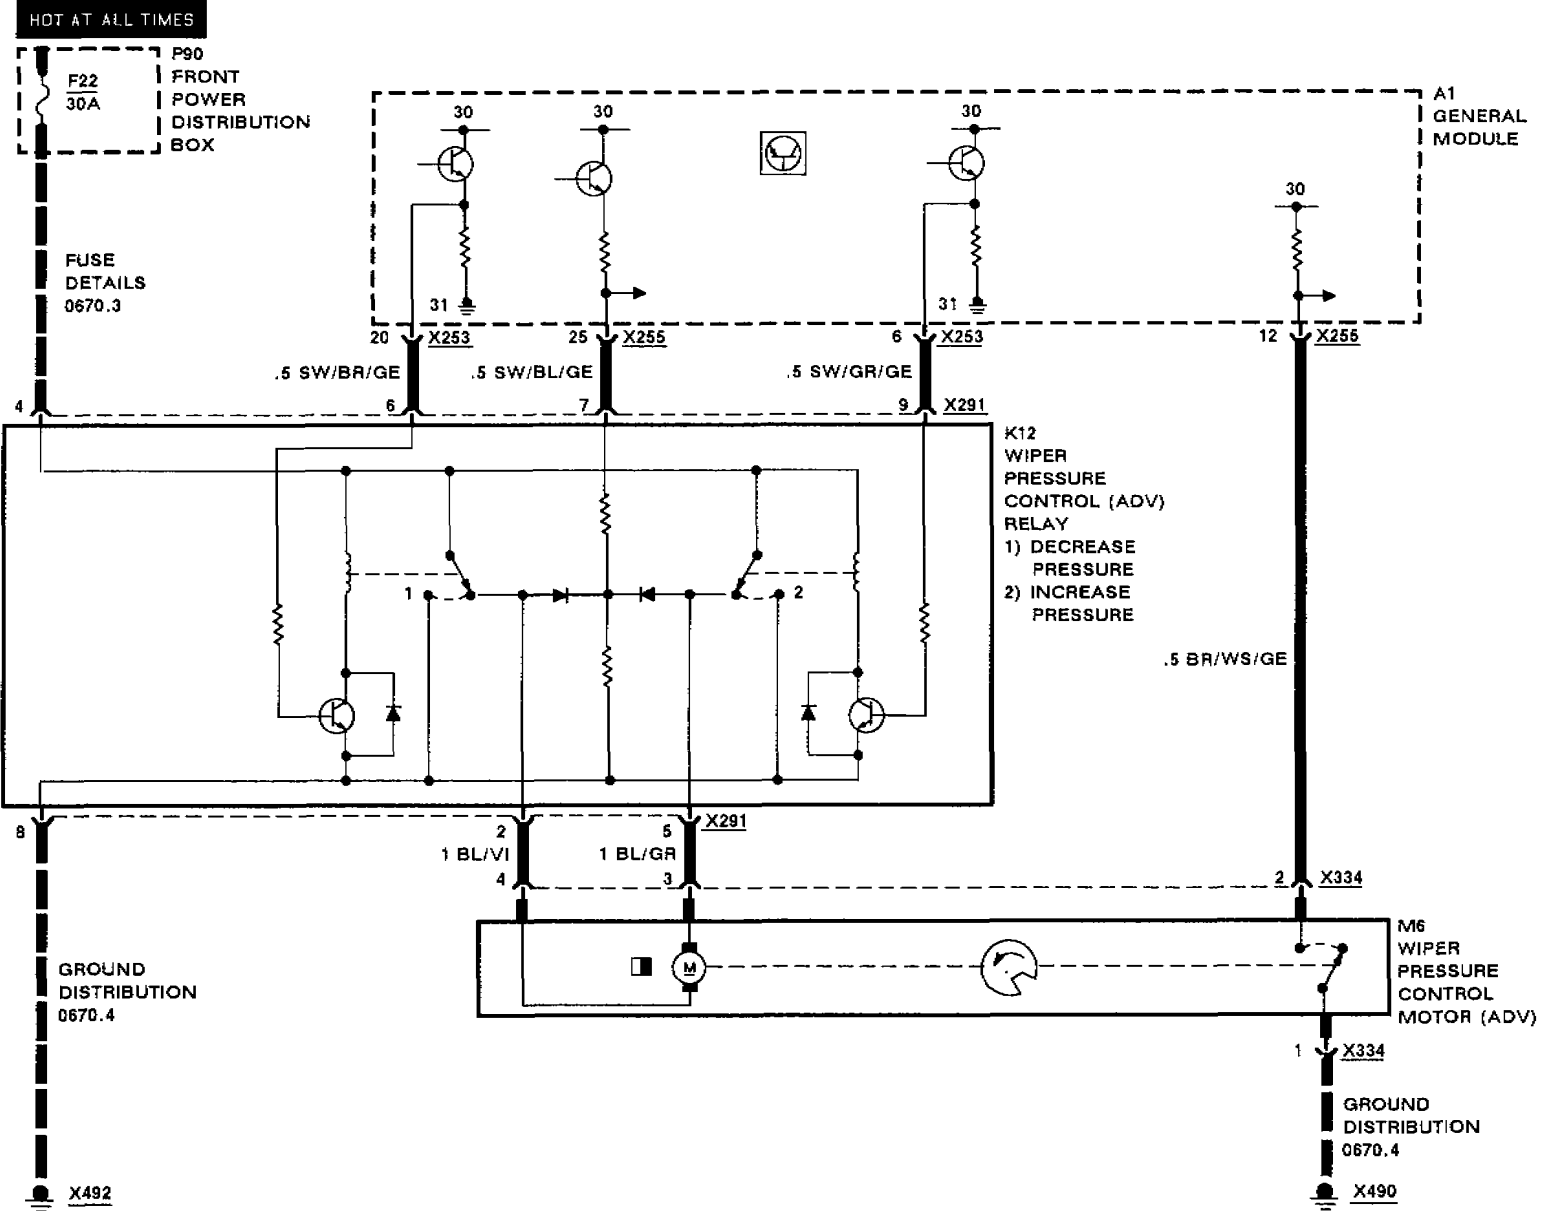 HOT AT ALL TIMES
F22
30A
P90
FRONT
POWER
DISTRIBUTION
BOX
A1
GENERAL
MODULE
30
30
30
30
31
31
FUSE
DETAILS
0670.3
20 X253
25 X255
6 X253
12 X255
.5 SW/BR/GE
.5 SW/BL/GE
.5 SW/GR/GE
4
6
7
9
X291
K12
WIPER
PRESSURE
CONTROL (ADV)
RELAY
1) DECREASE
PRESSURE
2) INCREASE
PRESSURE
1
2
.5 BR/WS/GE
8
2
5
X291
1 BL/VI
1 BL/GR
4
3
2
X334
M6
WIPER
PRESSURE
CONTROL
MOTOR (ADV)
M
GROUND
DISTRIBUTION
0670.4
1 X334
GROUND
DISTRIBUTION
0670.4
X492
X490